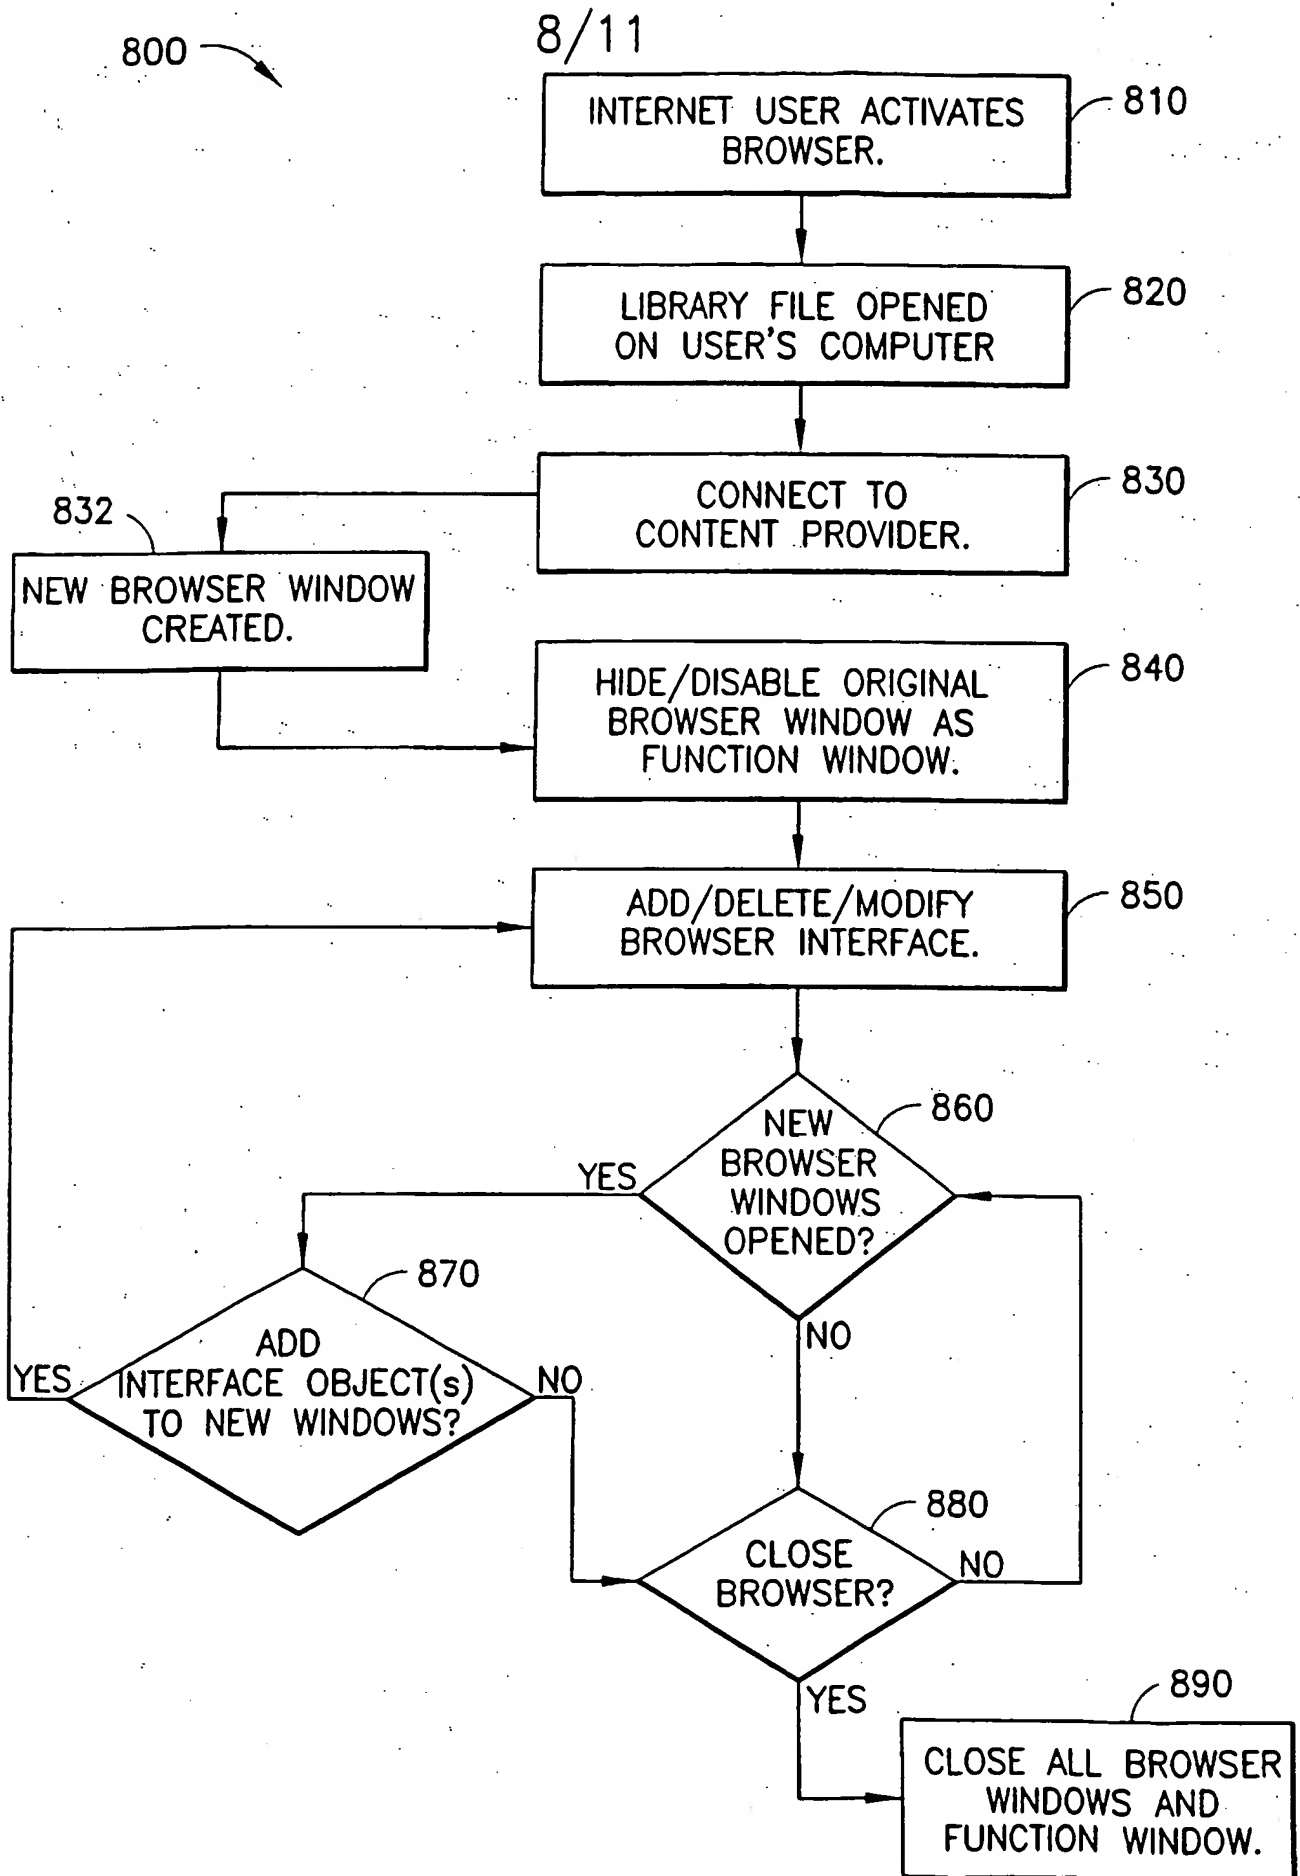 8/11
800
INTERNET USER ACTIVATES
BROWSER.
810
LIBRARY FILE OPENED
ON USER'S COMPUTER
820
CONNECT TO
CONTENT PROVIDER.
830
832
NEW BROWSER WINDOW
CREATED.
HIDE/DISABLE ORIGINAL
BROWSER WINDOW AS
FUNCTION WINDOW.
840
ADD/DELETE/MODIFY
BROWSER INTERFACE.
850
NEW
BROWSER
WINDOWS
OPENED?
860
YES
NO
870
ADD
INTERFACE OBJECT(s)
TO NEW WINDOWS?
YES
NO
880
CLOSE
BROWSER?
NO
YES
890
CLOSE ALL BROWSER
WINDOWS AND
FUNCTION WINDOW.